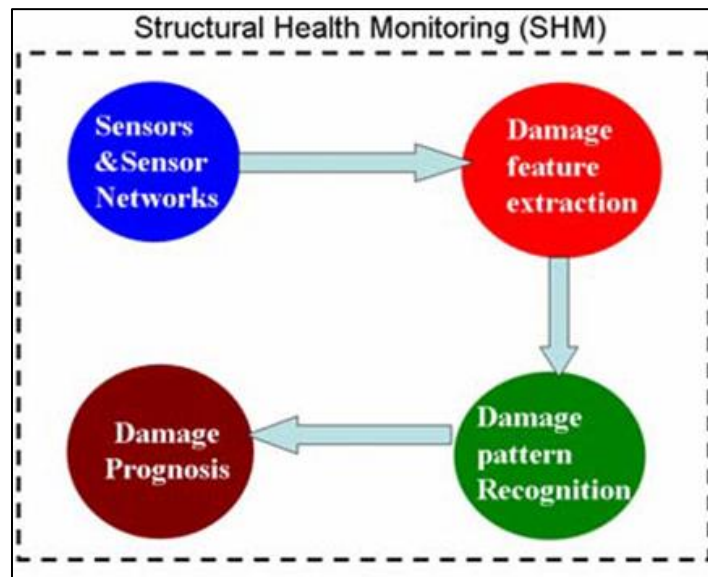 Structural Health Monitoring (SHM)
Sensors
&Sensor
Networks
Damage
feature
extraction
Damage
Prognosis
Damage
pattern
Recognition